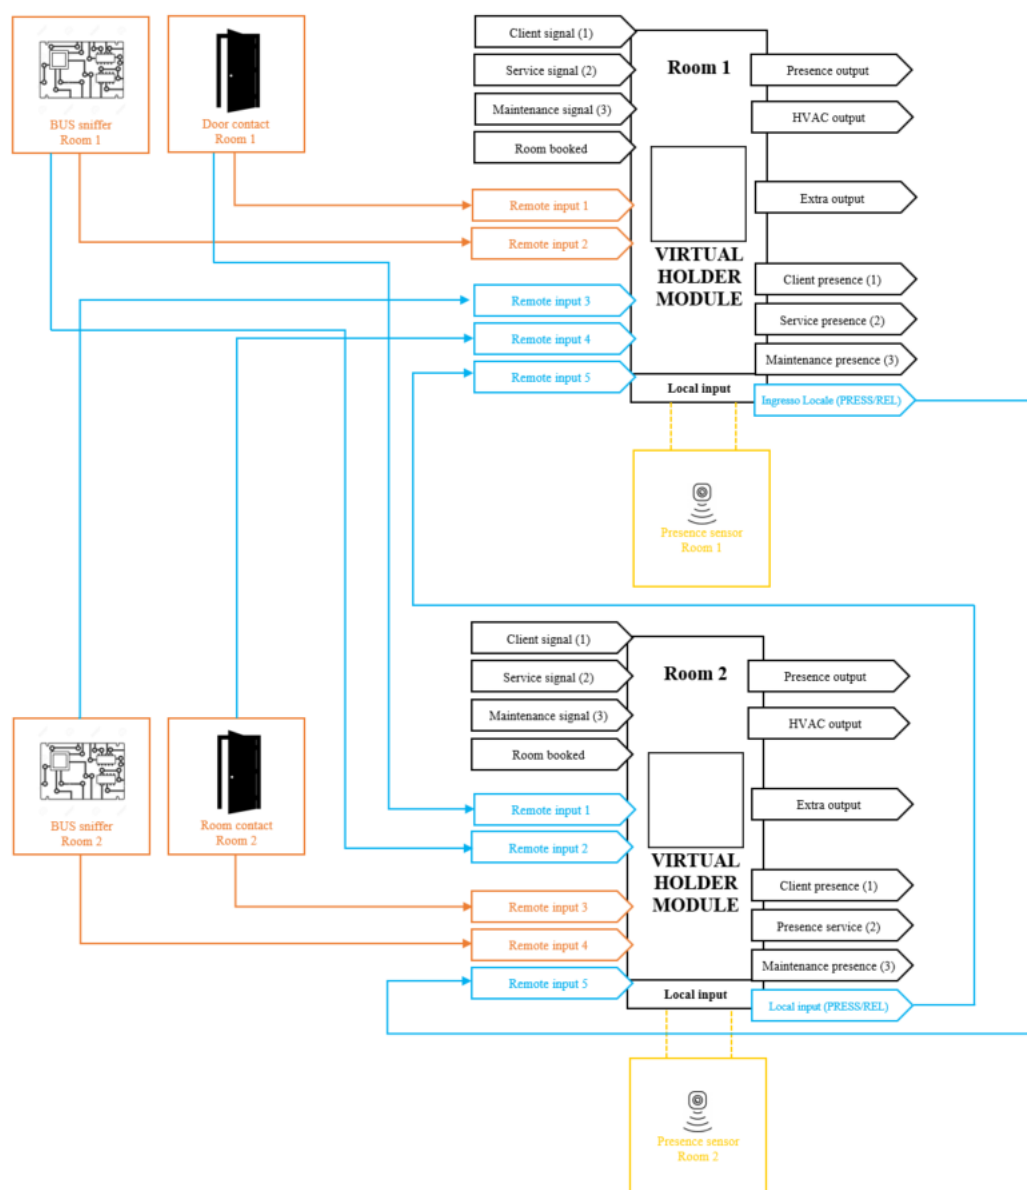 Client signal (1)
Service signal (2)
Maintenance signal (3)
Room booked
Room 1
Presence output
HVAC output
BUS sniffer
Room 1
Door contact
Room 1
Remote input 1
Remote input 2
Remote input 3
Remote input 4
Remote input 5
VIRTUAL
HOLDER
MODULE
Extra output
Client presence (1)
Service presence (2)
Maintenance presence (3)
Local input
Ingresso Locale (PRESS/REL)
Presence sensor
Room 1
Client signal (1)
Service signal (2)
Maintenance signal (3)
Room booked
Room 2
Presence output
HVAC output
BUS sniffer
Room 2
Room contact
Room 2
Remote input 1
Remote input 2
Remote input 3
Remote input 4
Remote input 5
VIRTUAL
HOLDER
MODULE
Extra output
Client presence (1)
Presence service (2)
Maintenance presence (3)
Local input
Local input (PRESS/REL)
Presence sensor
Room 2